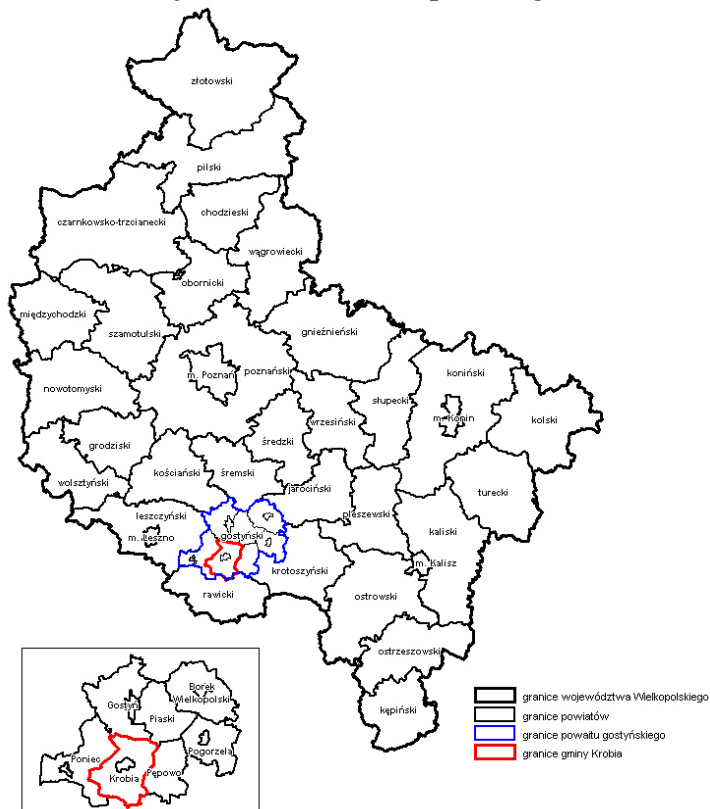 złotowski
pilski
czarnkowsko-trzcianecki
chodzieski
wągrowiecki
obornicki
międzychodzki
szamotulski
gnieźnieński
m. Poznań
poznański
koniński
nowotomyski
słupecki
m. Konin
kolski
wrzesiński
grodziski
średzki
kościański
śremski
wolsztyński
jarociński
turecki
leszczyński
pleszewski
kaliski
m. Leszno
gostyński
krotoszyński
m. Kalisz
rawicki
ostrowski
ostrzeszowski
kępiński
Gostyń
Borek
Wielkopolski
Piaski
Pogorzela
Poniec
Krobia
Pępowo
granice województwa Wielkopolskiego
granice powiatów
granice powaitu gostyńskiego
granice gminy Krobia